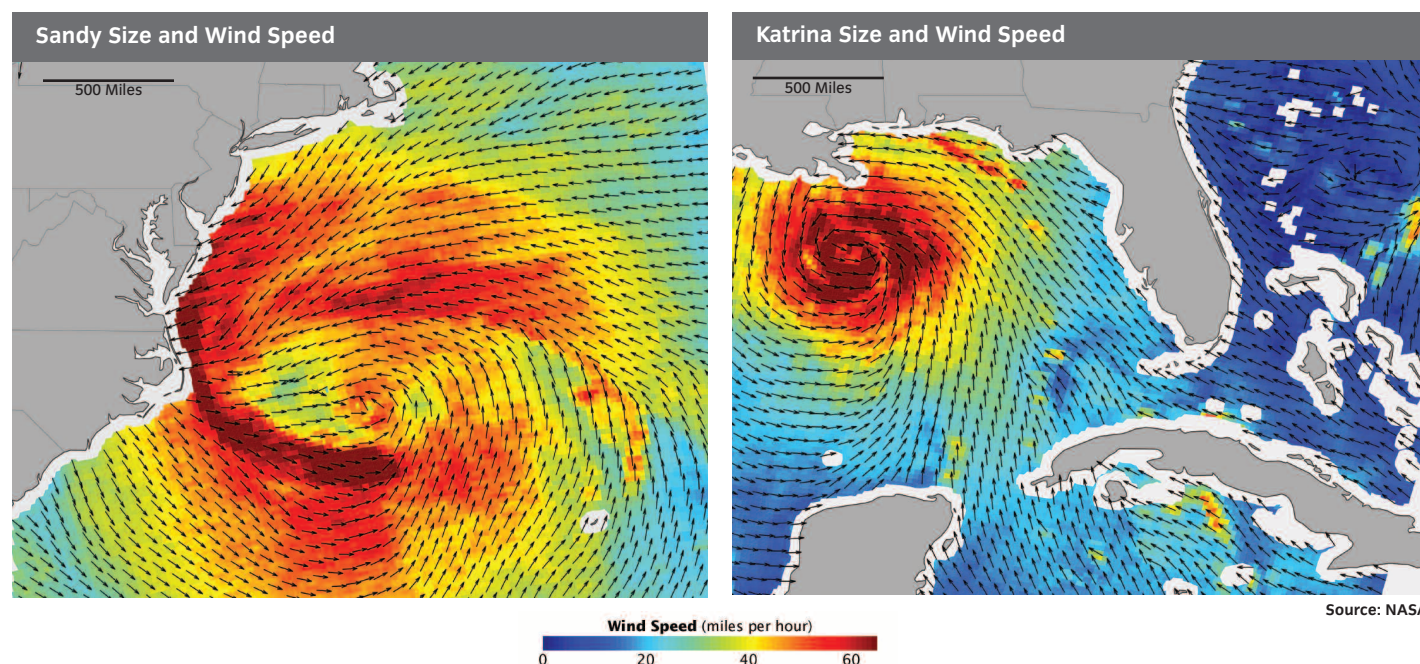 Sandy Size and Wind Speed
500 Miles
Katrina Size and Wind Speed
500 Miles
Source: NASA
Wind Speed (miles per hour)
0 20 40 60